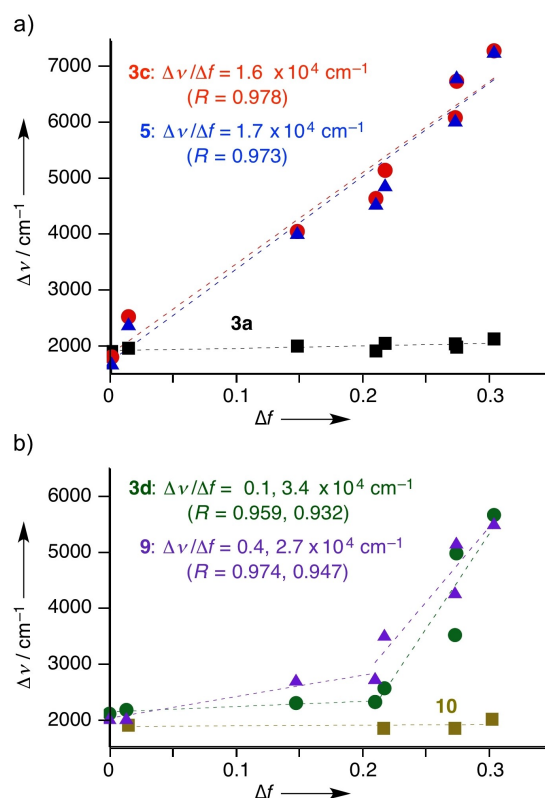 a)
7000
6000
5000
4000
3000
2000
Δν / cm⁻¹
3c: Δν/Δf = 1.6 x10⁴ cm⁻¹
(R = 0.978)
5: Δν/Δf = 1.7 x10⁴ cm⁻¹
(R = 0.973)
3a
0 0.1 0.2 0.3
Δf
b)
6000
5000
4000
3000
2000
Δν / cm⁻¹
3d: Δν/Δf = 0.1, 3.4 x10⁴ cm⁻¹
(R = 0.959, 0.932)
9: Δν/Δf = 0.4, 2.7 x10⁴ cm⁻¹
(R = 0.974, 0.947)
10
0 0.1 0.2 0.3
Δf